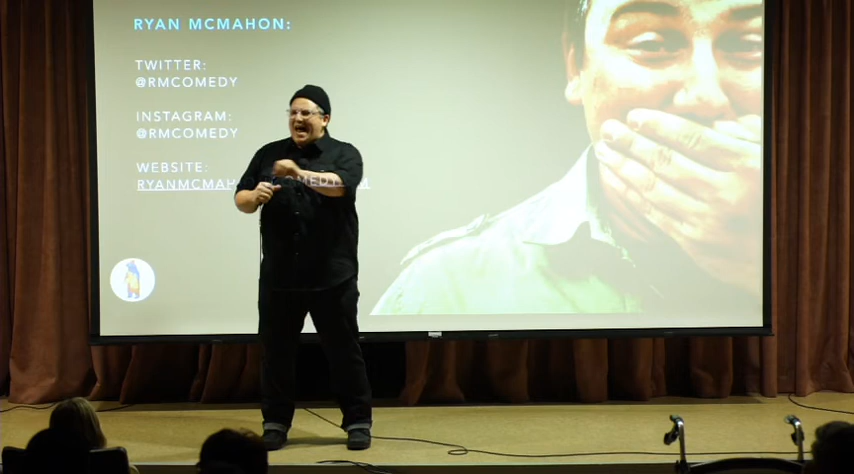 RYAN MCMAHON:
TWITTER:
@RMCOMEDY
INSTAGRAM:
@RMCOMEDY
WEBSITE: